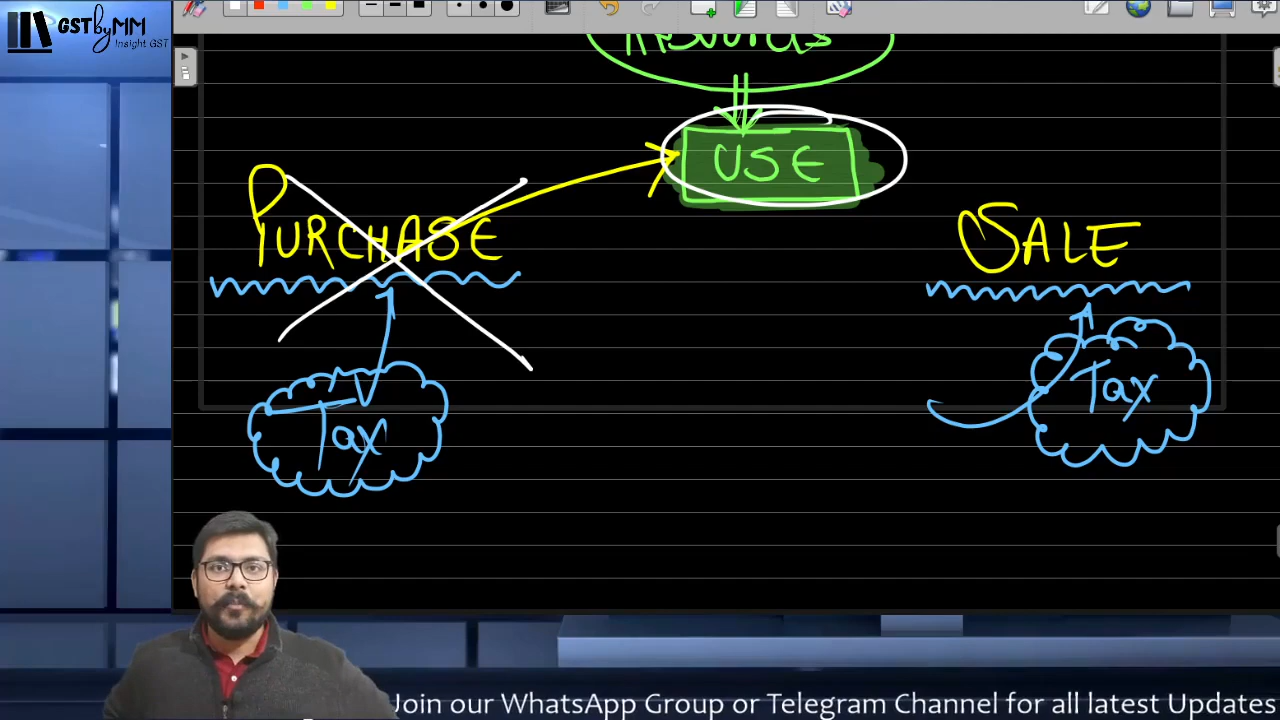 GST by MM
Insight GST
Resources
USE
PURCHASE
SALE
Tax
Tax
Join our WhatsApp Group or Telegram Channel for all latest Updates